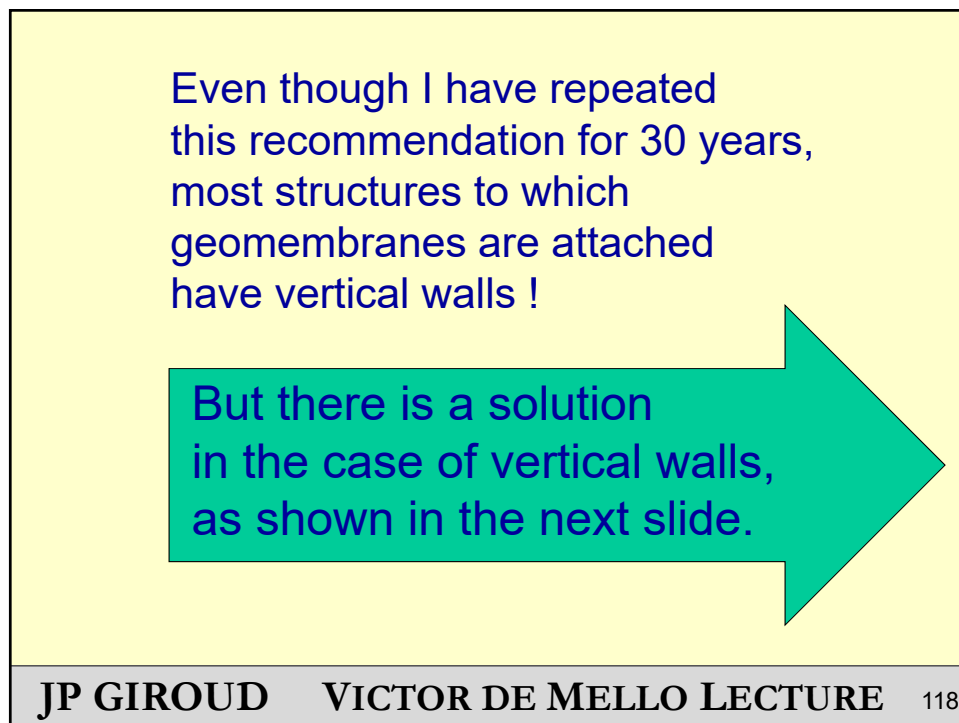 Even though I have repeated
this recommendation for 30 years,
most structures to which
geomembranes are attached
have vertical walls !
But there is a solution
in the case of vertical walls,
as shown in the next slide.
JP GIROUD VICTOR DE MELLO LECTURE 118